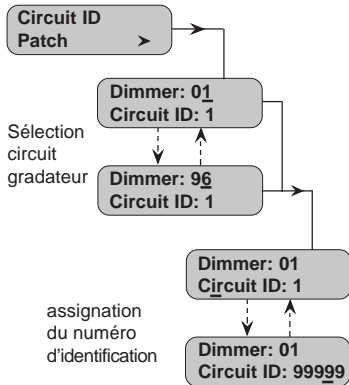 Circuit ID
Patch
Dimmer: 01
Circuit ID: 1
Sélection
circuit
gradateur
Dimmer: 96
Circuit ID: 1
Dimmer: 01
Circuit ID: 1
assignation
du numéro
d'identification
Dimmer: 01
Circuit ID: 99999